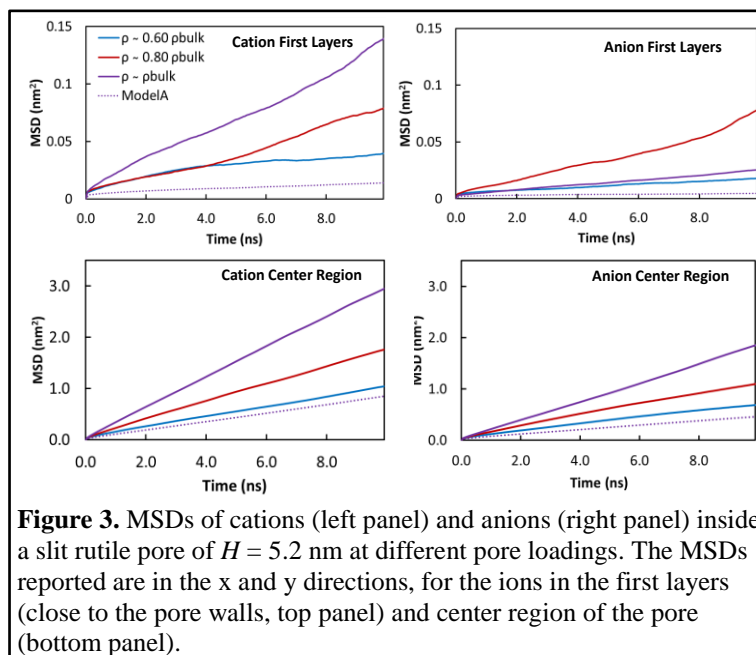 Cation First Layers
ρ ~ 0.60 ρbulk
ρ ~ 0.80 ρbulk
ρ ~ ρbulk
ModelA
MSD (nm²)
0.15
0.1
0.05
0
0.0 2.0 4.0 6.0 8.0
Time (ns)
Anion First Layers
MSD (nm²)
0.15
0.1
0.05
0
0.0 2.0 4.0 6.0 8.0
Time (ns)
Cation Center Region
MSD (nm²)
3.0
2.0
1.0
0.0
0.0 2.0 4.0 6.0 8.0
Time (ns)
Anion Center Region
MSD (nm²)
3.0
2.0
1.0
0.0
0.0 2.0 4.0 6.0 8.0
Time (ns)
Figure 3. MSDs of cations (left panel) and anions (right panel) inside
a slit rutile pore of H = 5.2 nm at different pore loadings. The MSDs
reported are in the x and y directions, for the ions in the first layers
(close to the pore walls, top panel) and center region of the pore
(bottom panel).